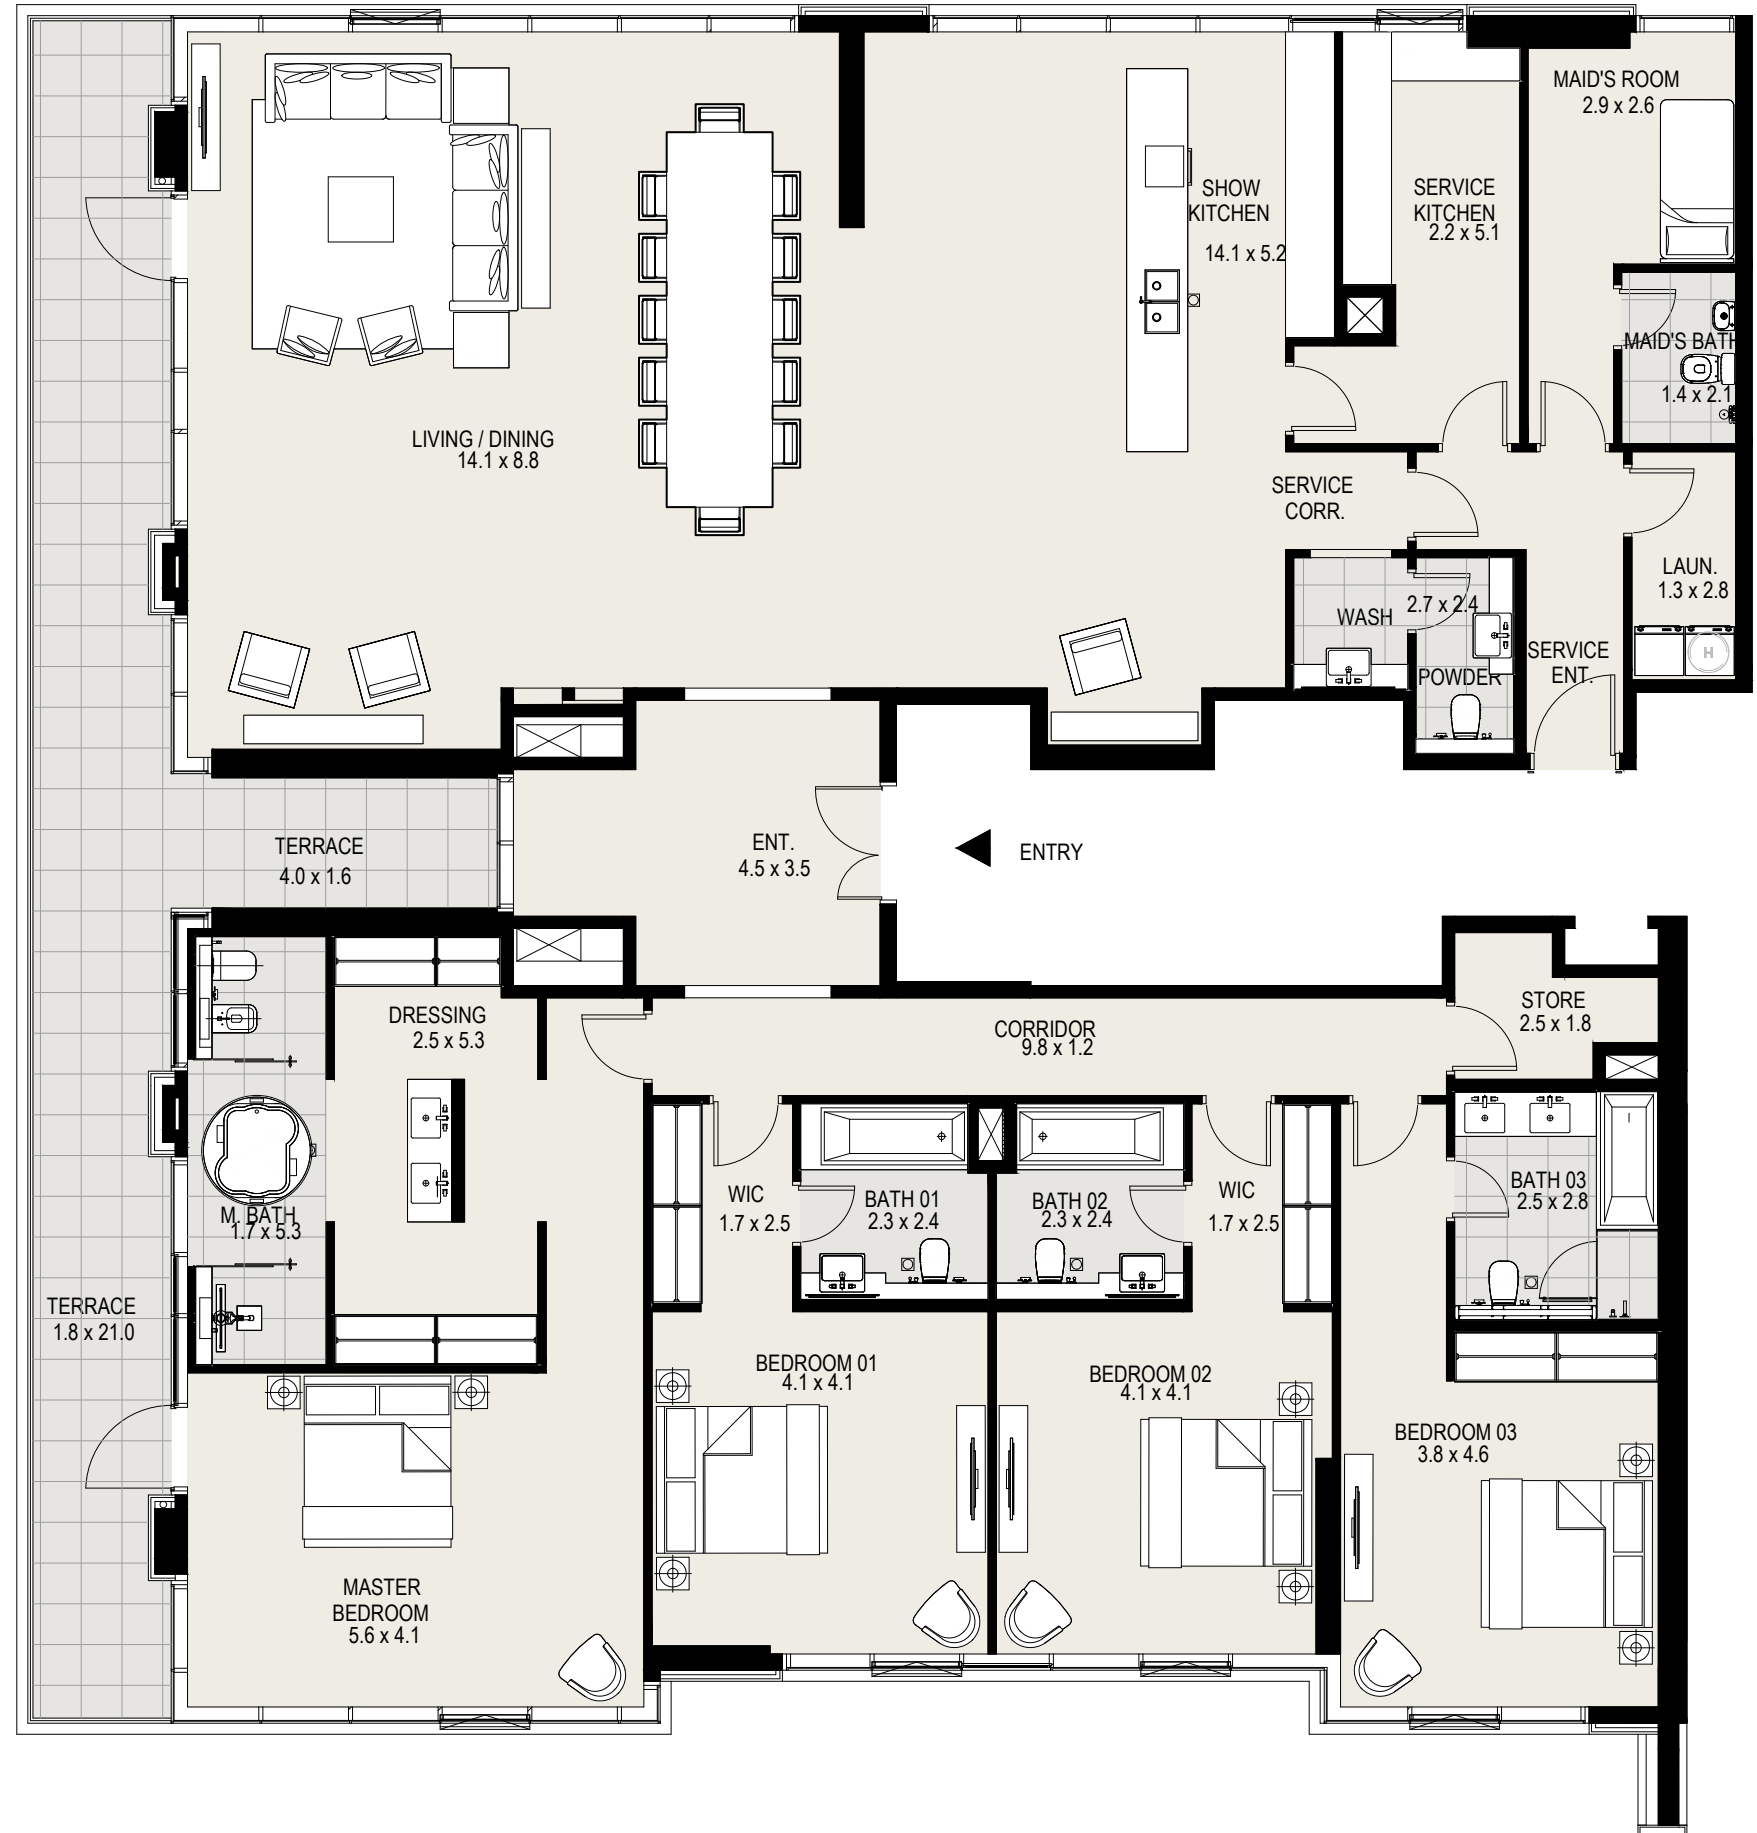 MAID'S ROOM
2.9 x 2.6
SHOW
KITCHEN
14.1 x 5.2
SERVICE
KITCHEN
2.2 x 5.1
MAID'S BATH
1.4 x 2.1
LIVING / DINING
14.1 x 8.8
SERVICE
CORR.
LAUN.
1.3 x 2.8
H
WASH
2.7 x 2.4
POWDER
SERVICE
ENT.
TERRACE
4.0 x 1.6
ENT.
4.5 x 3.5
ENTRY
DRESSING
2.5 x 5.3
CORRIDOR
9.8 x 1.2
STORE
2.5 x 1.8
M. BATH
1.7 x 5.3
WIC
1.7 x 2.5
BATH 01
2.3 x 2.4
BATH 02
2.3 x 2.4
WIC
1.7 x 2.5
BATH 03
2.5 x 2.8
TERRACE
1.8 x 21.0
BEDROOM 01
4.1 x 4.1
BEDROOM 02
4.1 x 4.1
BEDROOM 03
3.8 x 4.6
MASTER
BEDROOM
5.6 x 4.1